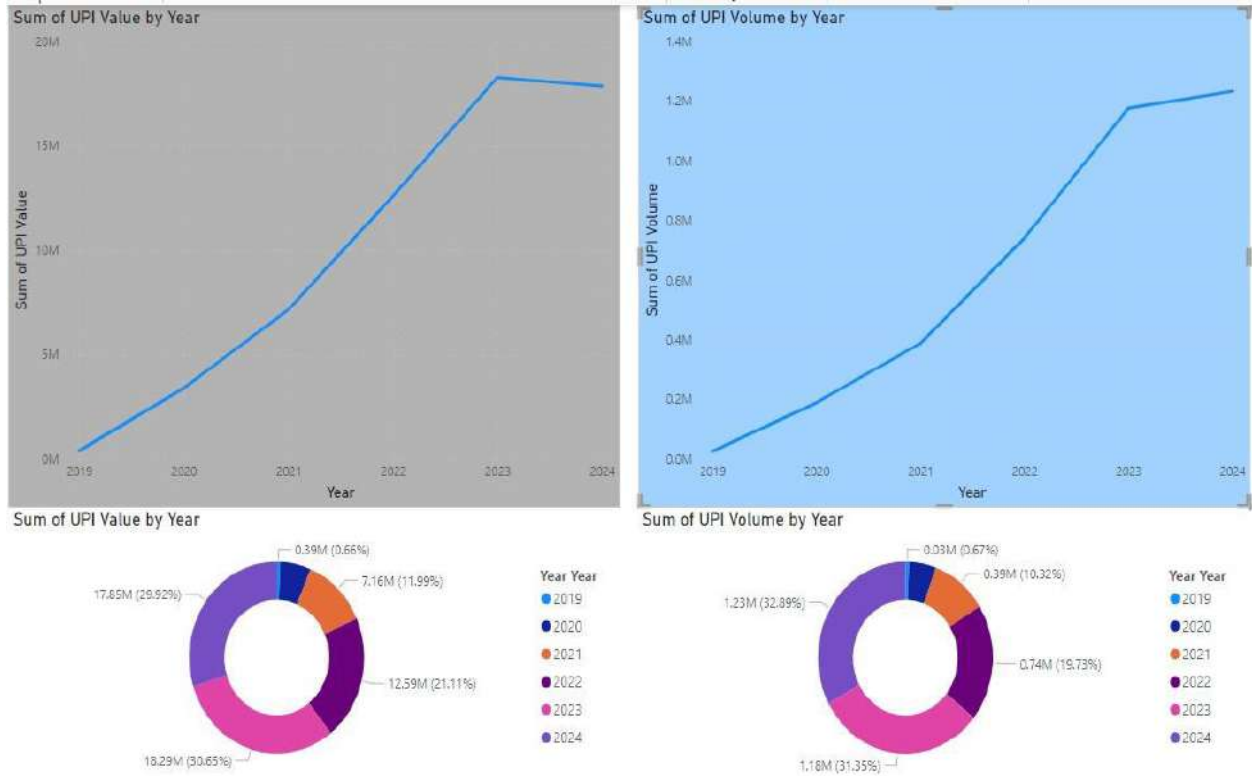 Sum of UPI Value by Year
20M
15M
10M
5M
0M
Sum of UPI Value
2019 2020 2021 2022 2023 2024
Year
Sum of UPI Volume by Year
1.4M
1.2M
1.0M
0.8M
0.6M
0.4M
0.2M
0.0M
Sum of UPI Volume
2019 2020 2021 2022 2023 2024
Year
Sum of UPI Value by Year
0.39M (0.66%)
7.16M (11.99%)
12.59M (21.11%)
18.29M (30.65%)
17.85M (29.92%)
Year Year
2019
2020
2021
2022
2023
2024
Sum of UPI Volume by Year
0.03M (0.67%)
0.39M (10.32%)
0.74M (19.73%)
1.18M (31.35%)
1.23M (32.89%)
Year Year
2019
2020
2021
2022
2023
2024